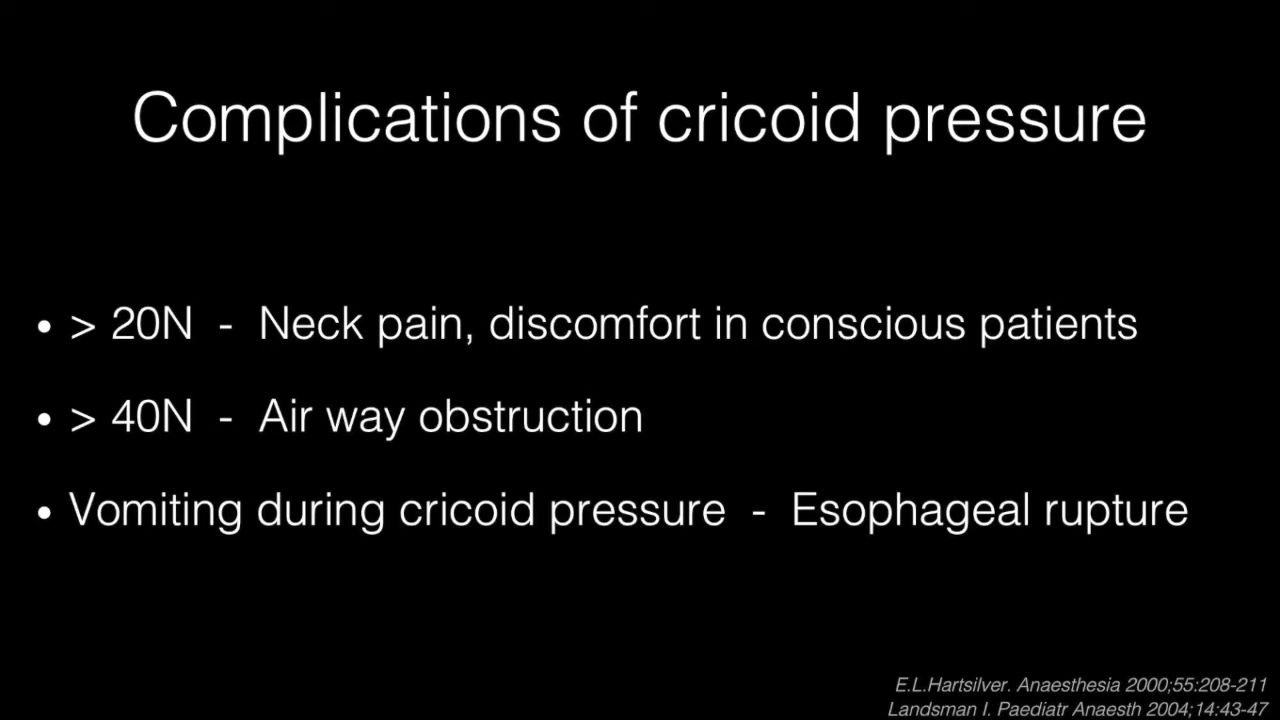 Complications of cricoid pressure
• > 20N - Neck pain, discomfort in conscious patients
• > 40N - Air way obstruction
• Vomiting during cricoid pressure - Esophageal rupture
E.L.Hartsilver. Anaesthesia 2000;55:208-211
Landsman I. Paediatr Anaesth 2004;14:43-47